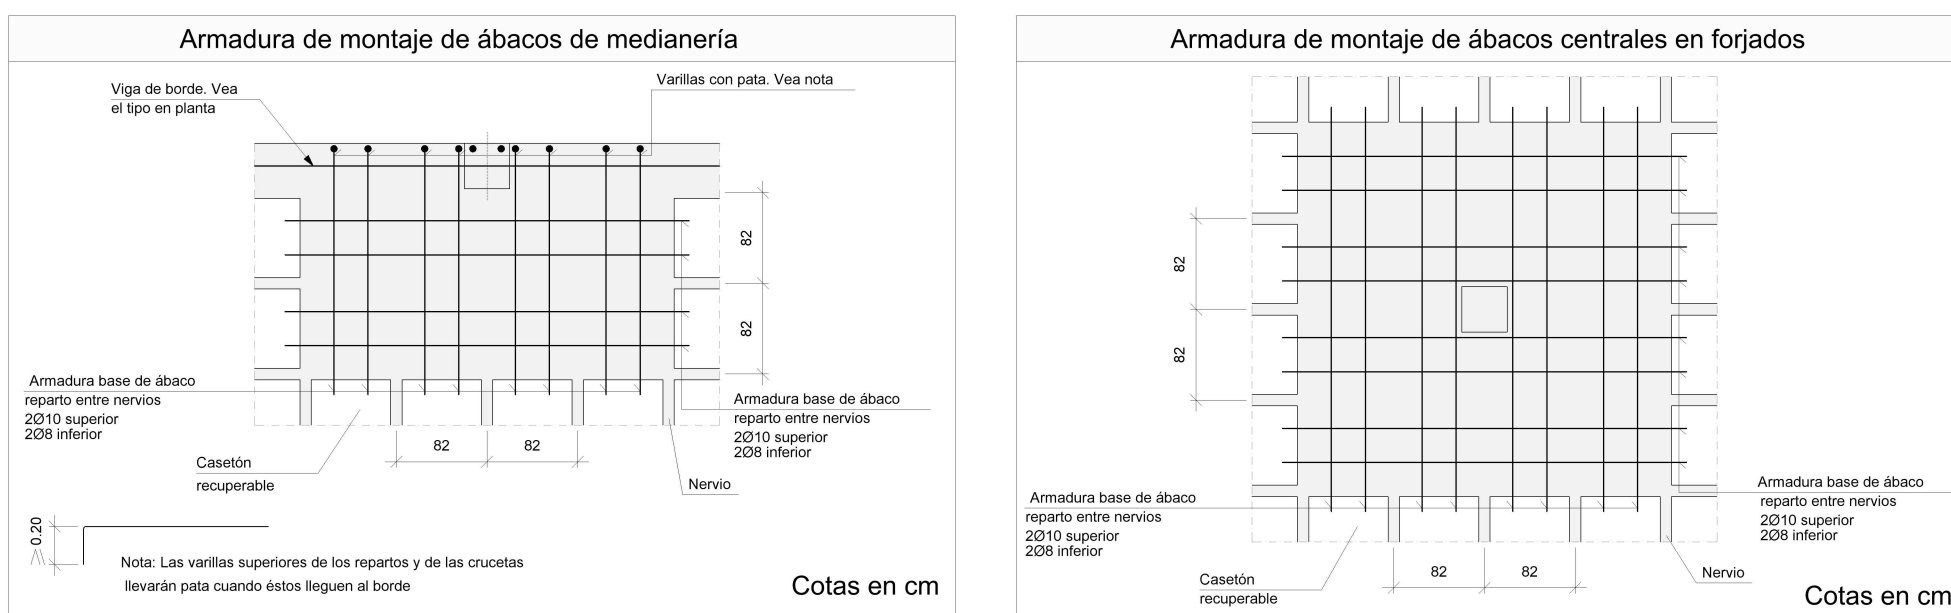 Armadura de montaje de ábacos de medianería
Viga de borde. Vea
el tipo en planta
Varillas con pata. Vea nota
82
82
Armadura base de ábaco
reparto entre nervios
2Ø10 superior
2Ø8 inferior
Armadura base de ábaco
reparto entre nervios
2Ø10 superior
2Ø8 inferior
82
82
Casetón
recuperable
Nervio
≥0.20
Nota: Las varillas superiores de los repartos y de las crucetas
llevarán pata cuando éstos lleguen al borde
Cotas en cm
Armadura de montaje de ábacos centrales en forjados
82
82
Armadura base de ábaco
reparto entre nervios
2Ø10 superior
2Ø8 inferior
Armadura base de ábaco
reparto entre nervios
2Ø10 superior
2Ø8 inferior
82
82
Casetón
recuperable
Nervio
Cotas en cm